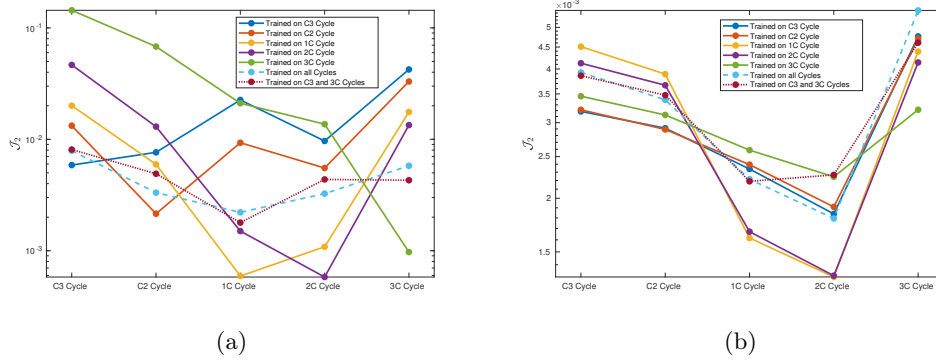 10^-1
10^-2
10^-3
𝒥_2
Trained on C3 Cycle
Trained on C2 Cycle
Trained on 1C Cycle
Trained on 2C Cycle
Trained on 3C Cycle
Trained on all Cycles
Trained on C3 and 3C Cycles
C3 Cycle
C2 Cycle
1C Cycle
2C Cycle
3C Cycle
(a)
×10^-3
4.5
4
3.5
3
2.5
2
1.5
𝒥_2
Trained on C3 Cycle
Trained on C2 Cycle
Trained on 1C Cycle
Trained on 2C Cycle
Trained on 3C Cycle
Trained on all Cycles
Trained on C3 and 3C Cycles
C3 Cycle
C2 Cycle
1C Cycle
2C Cycle
3C Cycle
(b)